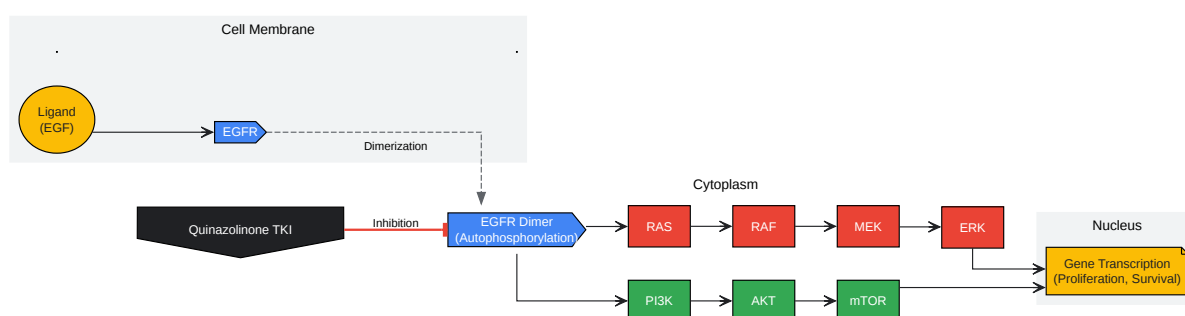 Cell Membrane
Ligand
(EGF)
EGFR
Dimerization
Cytoplasm
Quinazolinone TKI
Inhibition
EGFR Dimer
(Autophosphorylation)
RAS
RAF
MEK
ERK
Nucleus
Gene Transcription
(Proliferation, Survival)
PI3K
AKT
mTOR